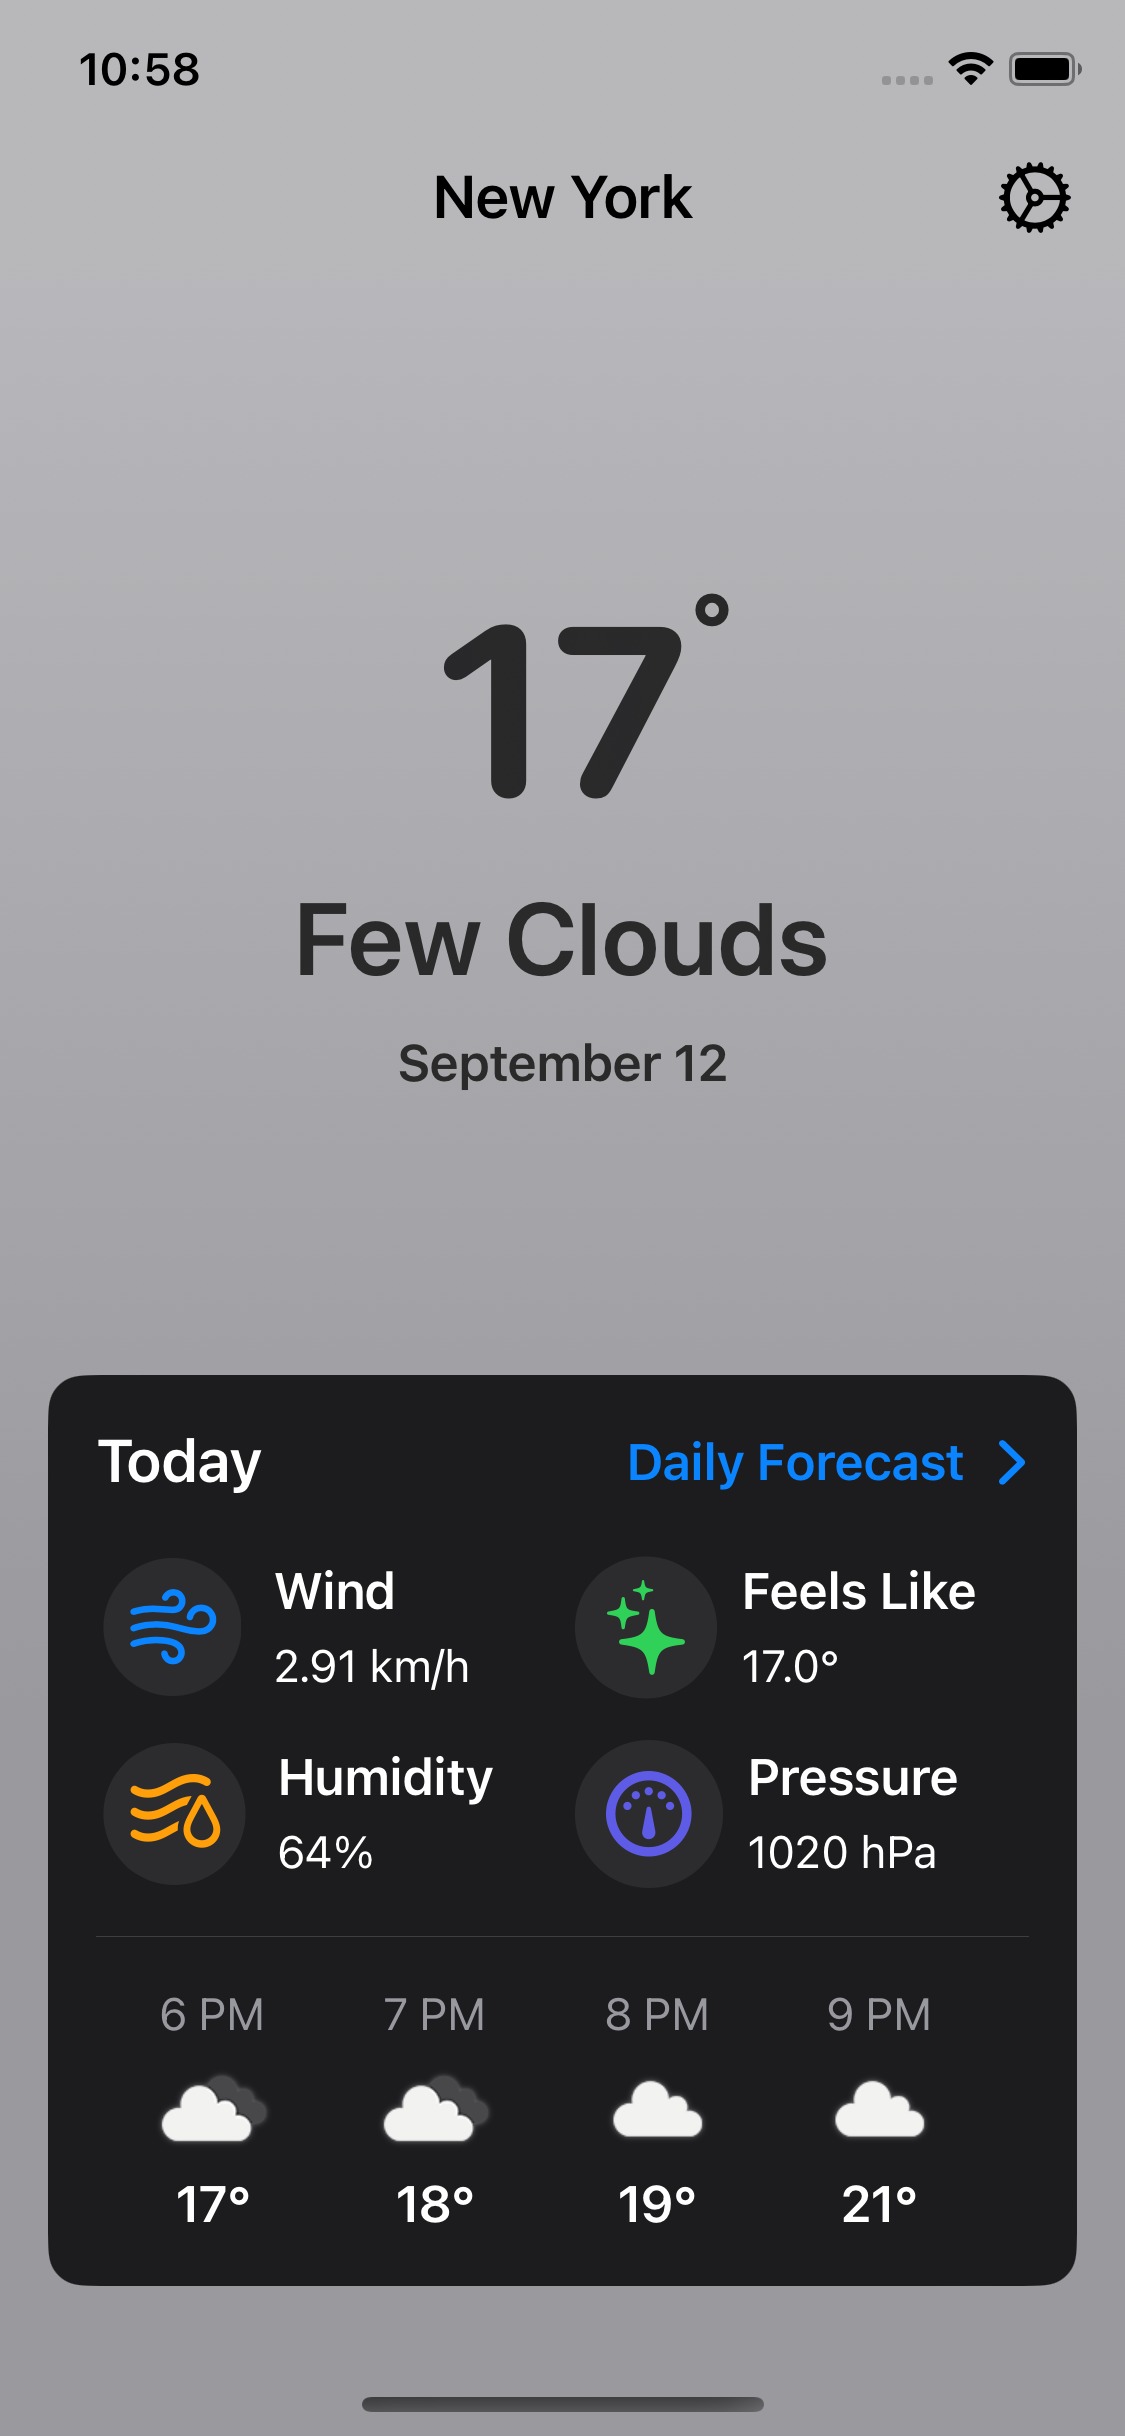 10:58
New York
17°
Few Clouds
September 12
Today
Daily Forecast
Wind
2.91 km/h
Feels Like
17.0°
Humidity
64%
Pressure
1020 hPa
6 PM 7 PM 8 PM 9 PM
17° 18° 19° 21°